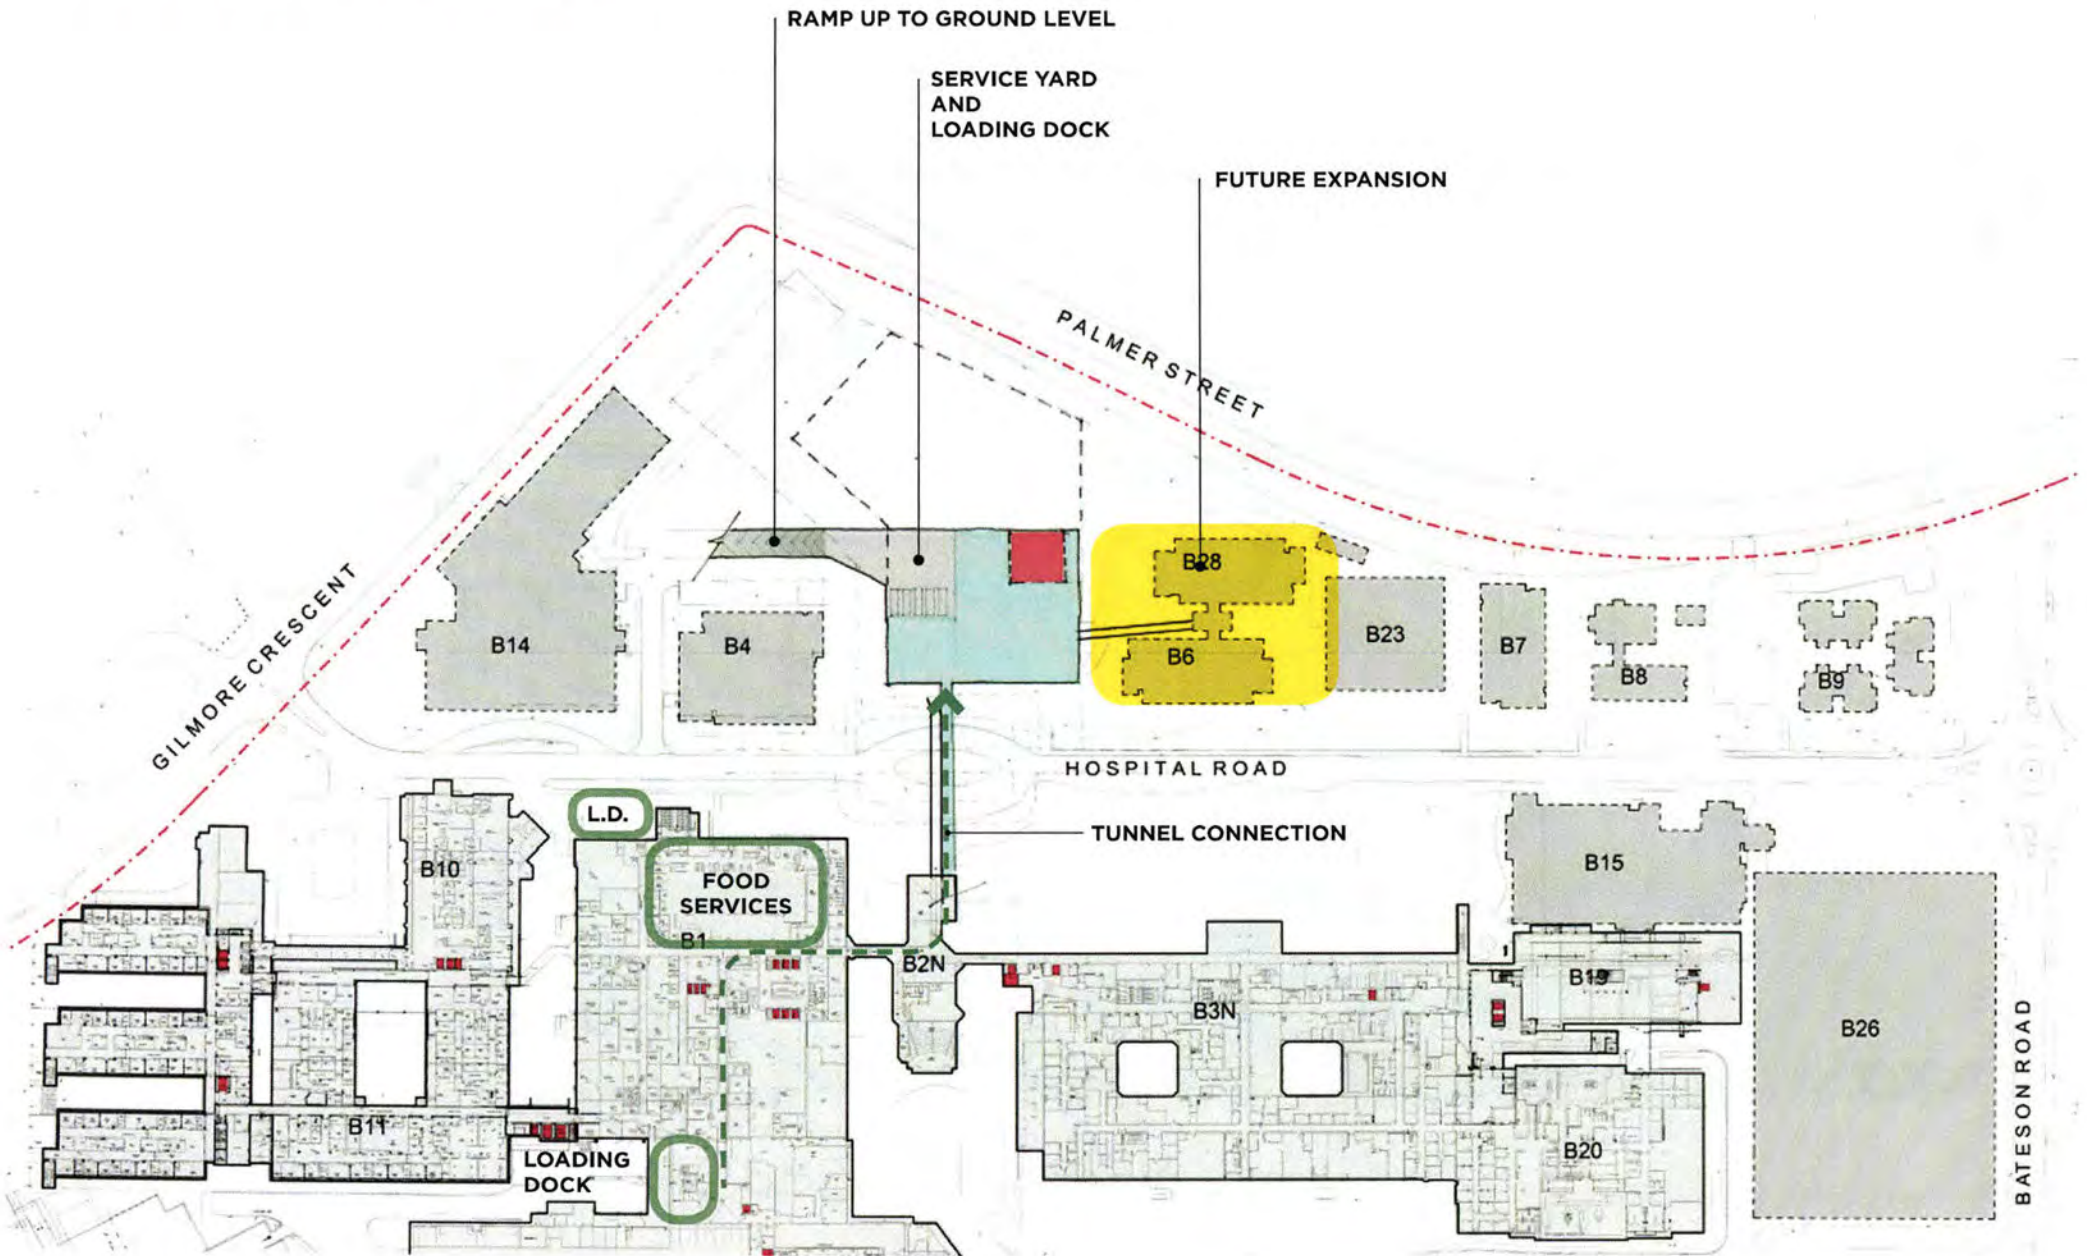 RAMP UP TO GROUND LEVEL
SERVICE YARD
AND
LOADING DOCK
FUTURE EXPANSION
PALMER STREET
GILMORE CRESCENT
B28
B14
B4
B6
B23
B7
B8
B9
HOSPITAL ROAD
L.D.
TUNNEL CONNECTION
B10
FOOD
SERVICES
B1
B15
B2N
B3N
B19
B26
B11
LOADING
DOCK
B20
BATESON ROAD